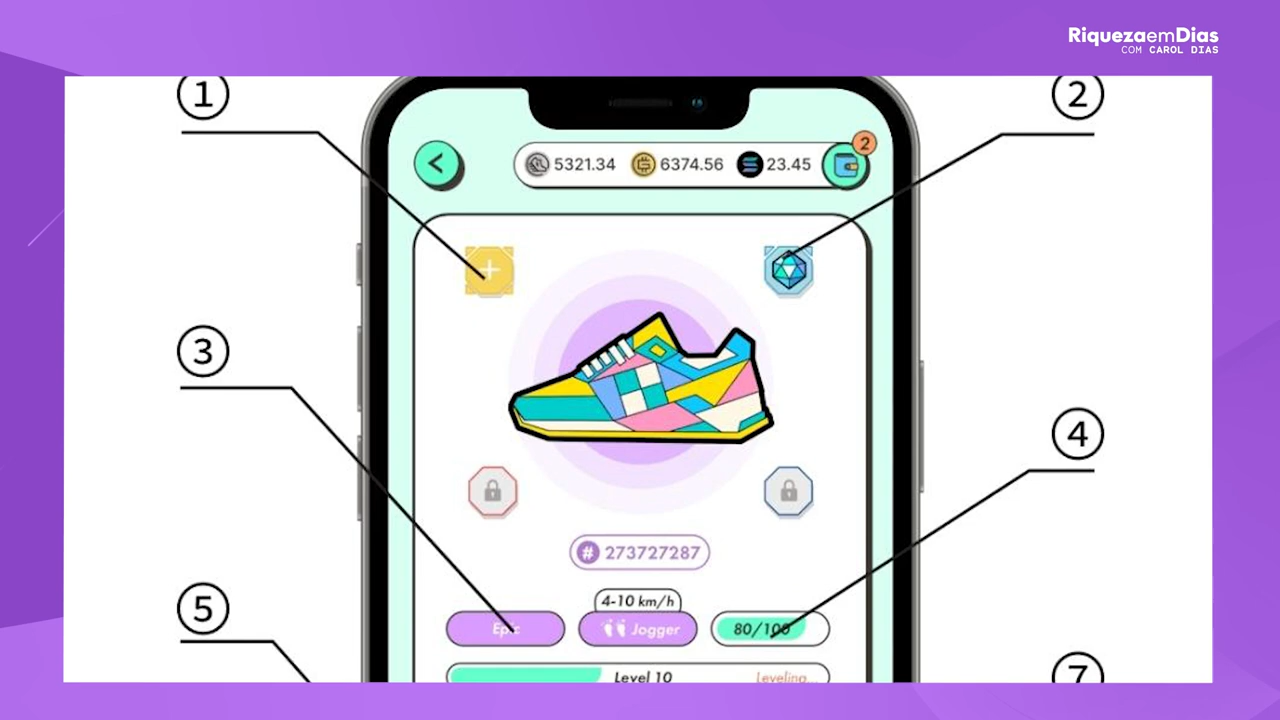 RiquezaemDias
COM CAROL DIAS
1
2
5321.34 6374.56 23.45 2
3
# 273727287
4
4-10 km/h
5
Epic Jogger 80/100
Level 10 Leveling...
7